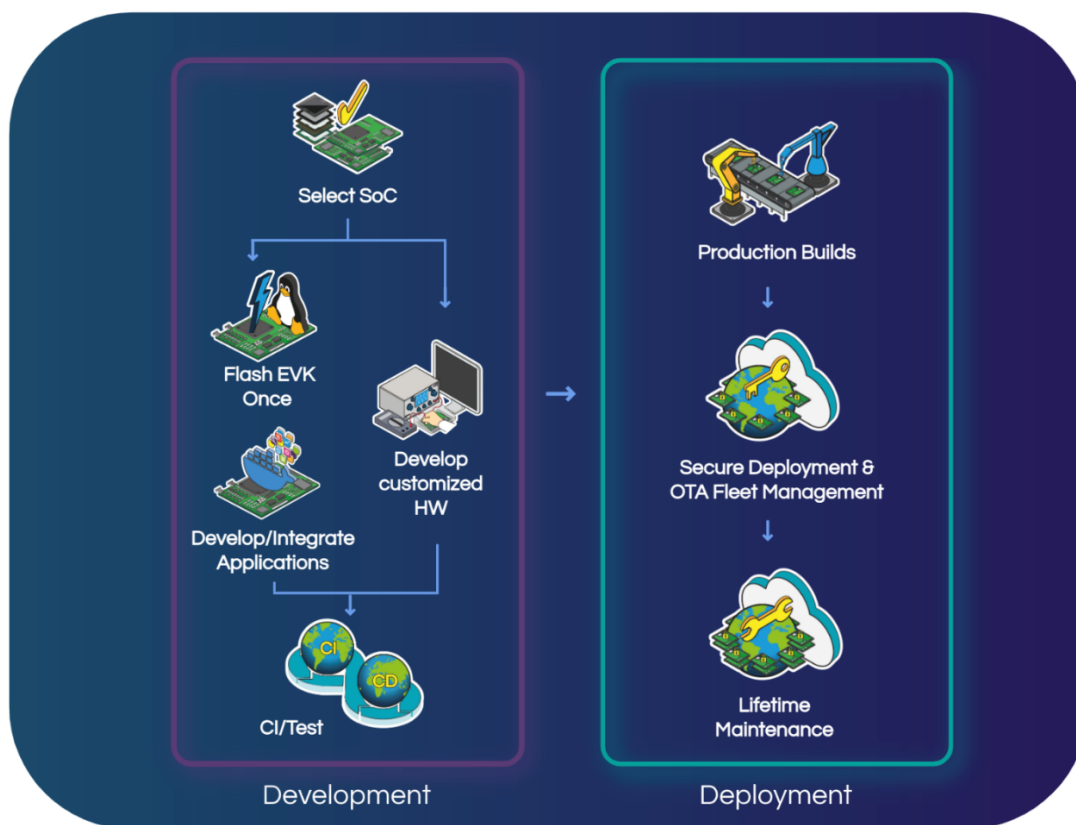 Select SoC
Flash EVK
Once
Develop/Integrate
Applications
Develop
customized
HW
CI
CD
CI/Test
Development
Production Builds
Secure Deployment &
OTA Fleet Management
Lifetime
Maintenance
Deployment